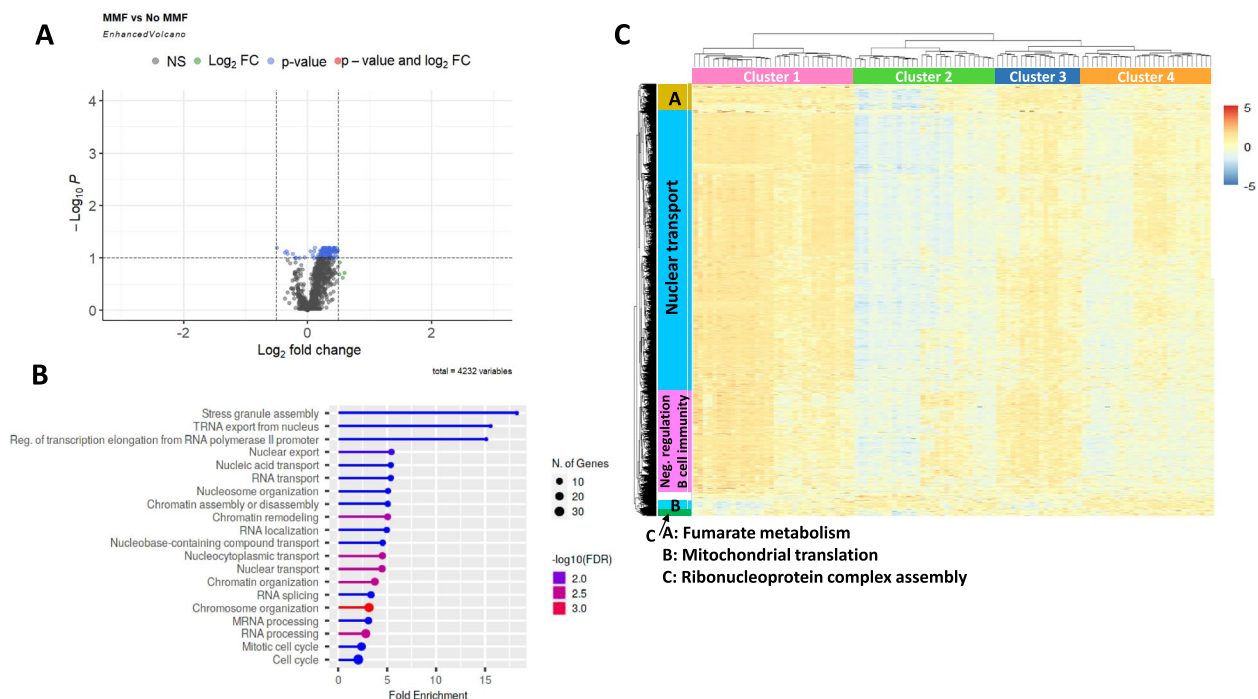 A
MMF vs No MMF
EnhancedVolcano
NS Log2 FC p-value p – value and log2 FC
4
3
2
1
0
– Log10 P
-2 0 2
Log2 fold change
total = 4232 variables
B
Stress granule assembly
TRNA export from nucleus
Reg. of transcription elongation from RNA polymerase II promoter
Nuclear export
Nucleic acid transport
RNA transport
Nucleosome organization
Chromatin assembly or disassembly
Chromatin remodeling
RNA localization
Nucleobase-containing compound transport
Nucleocytoplasmic transport
Nuclear transport
Chromatin organization
RNA splicing
Chromosome organization
MRNA processing
RNA processing
Mitotic cell cycle
Cell cycle
0 5 10 15
Fold Enrichment
N. of Genes
10
20
30
-log10(FDR)
2.0
2.5
3.0
C
Cluster 1 Cluster 2 Cluster 3 Cluster 4
A
Nuclear transport
Neg. regulation
B cell immunity
B
C
5
0
-5
A: Fumarate metabolism
B: Mitochondrial translation
C: Ribonucleoprotein complex assembly